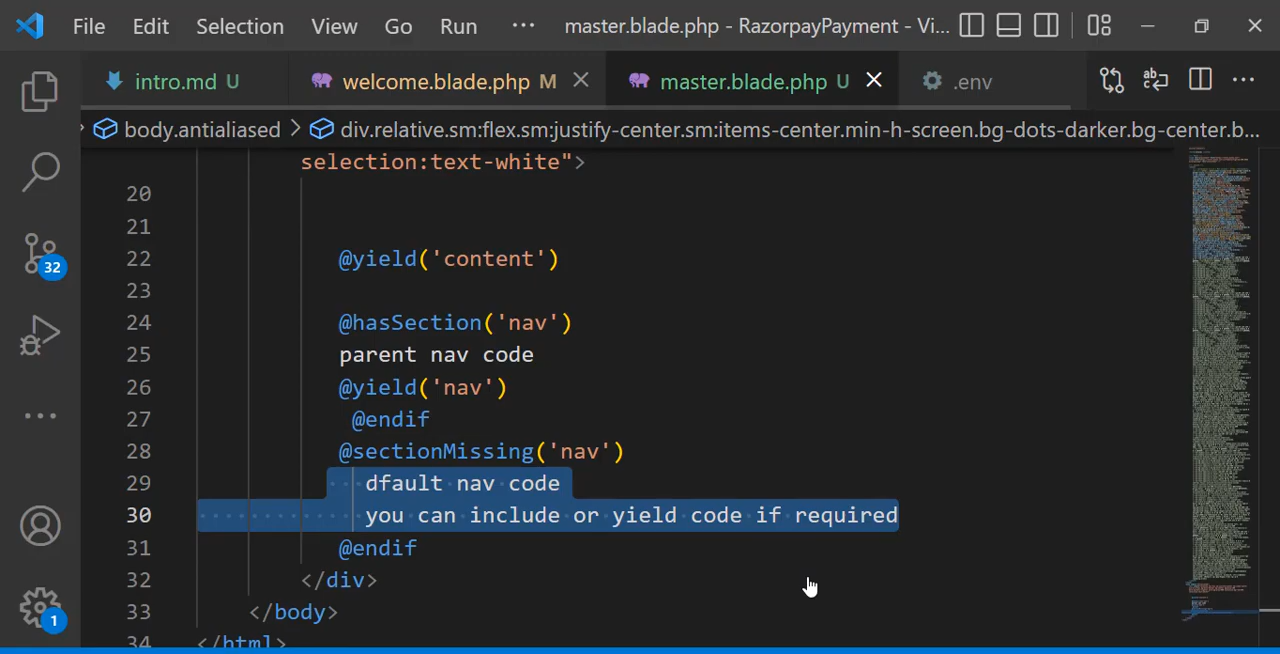 File Edit Selection View Go Run ··· master.blade.php - RazorpayPayment - Vi...
intro.md U welcome.blade.php M master.blade.php U .env
body.antialiased > div.relative.sm:flex.sm:justify-center.sm:items-center.min-h-screen.bg-dots-darker.bg-center.b...
selection:text-white">
20
21
22 @yield('content')
23
24 @hasSection('nav')
25 parent nav code
26 @yield('nav')
27 @endif
28 @sectionMissing('nav')
29 dfault nav code
30 you can include or yield code if required
31 @endif
32 </div>
33 </body>
34 </html>
32
1